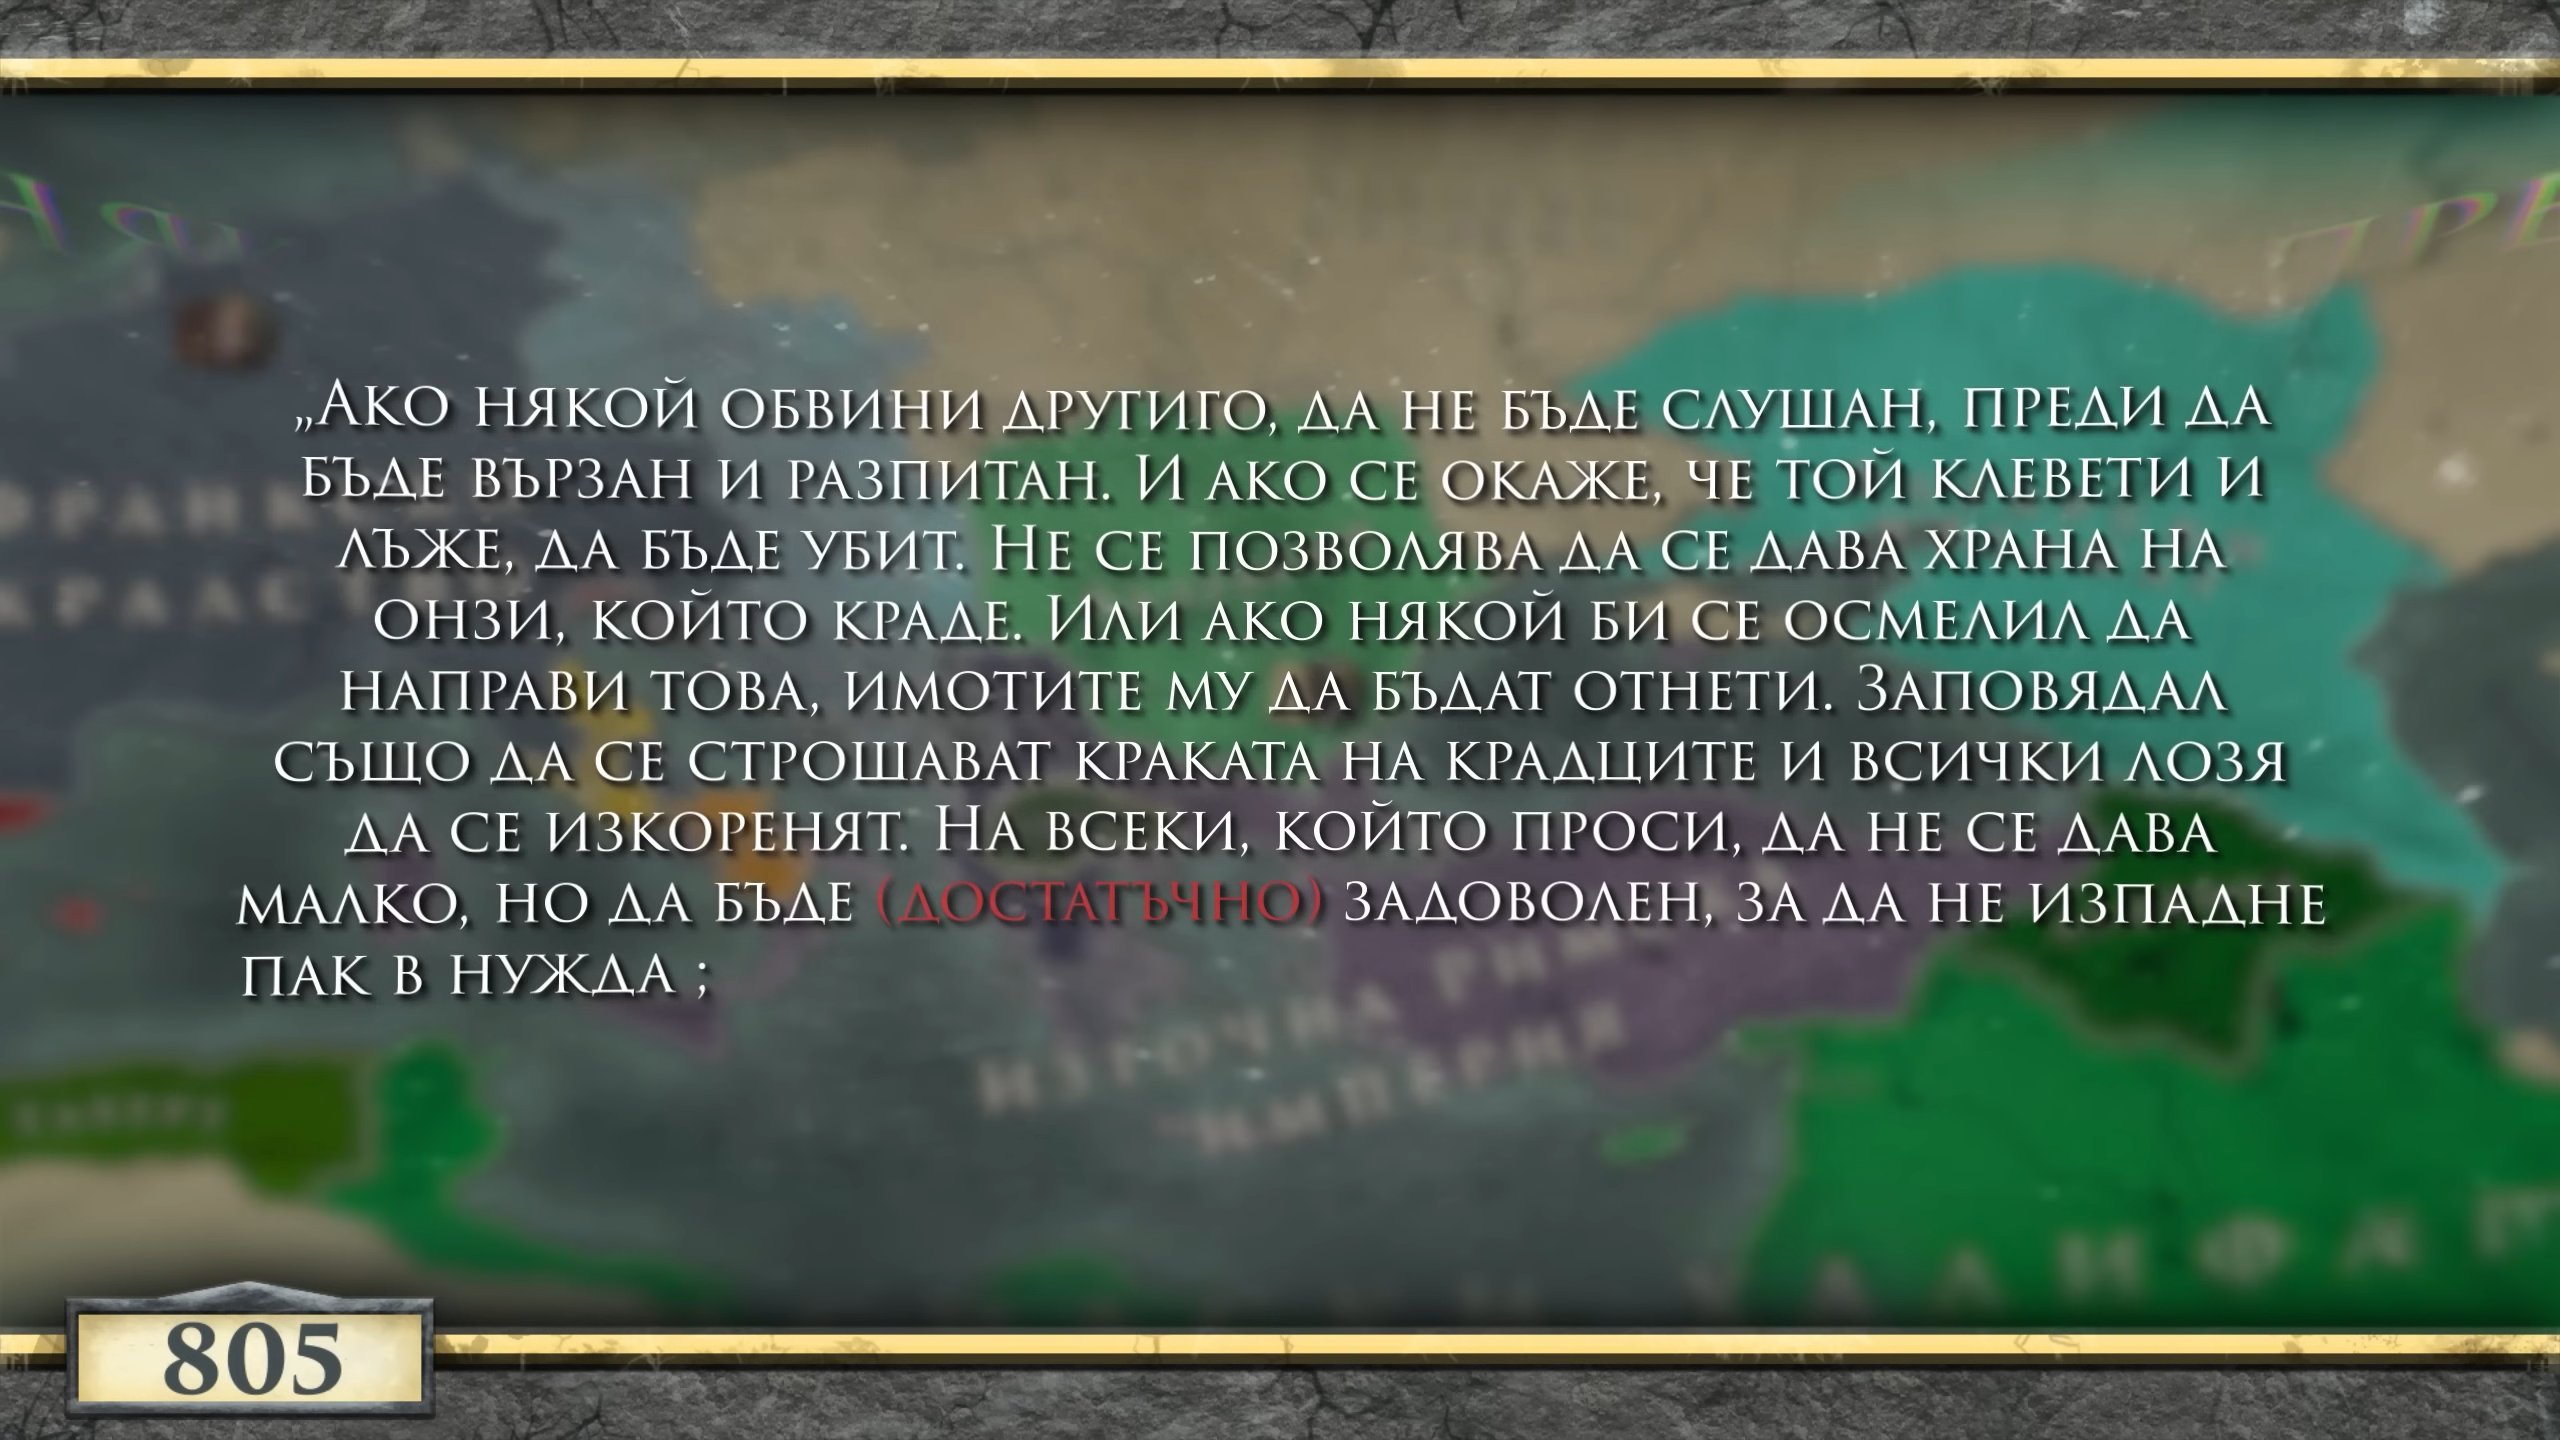 „Ако някой обвини другиго, да не бъде слушан, преди да
бъде вързан и разпитан. И ако се окаже, че той клевети и
лъже, да бъде убит. Не се позволява да се дава храна на
онзи, който краде. Или ако някой би се осмелил да
направи това, имотите му да бъдат отнети. Заповядал
също да се строшават краката на крадците и всички лозя
да се изкоренят. На всеки, който проси, да не се дава
малко, но да бъде (достатъчно) задоволен, за да не изпадне
пак в нужда ;
ИЗТОЧНА РИМСКА
ИМПЕРИЯ
805